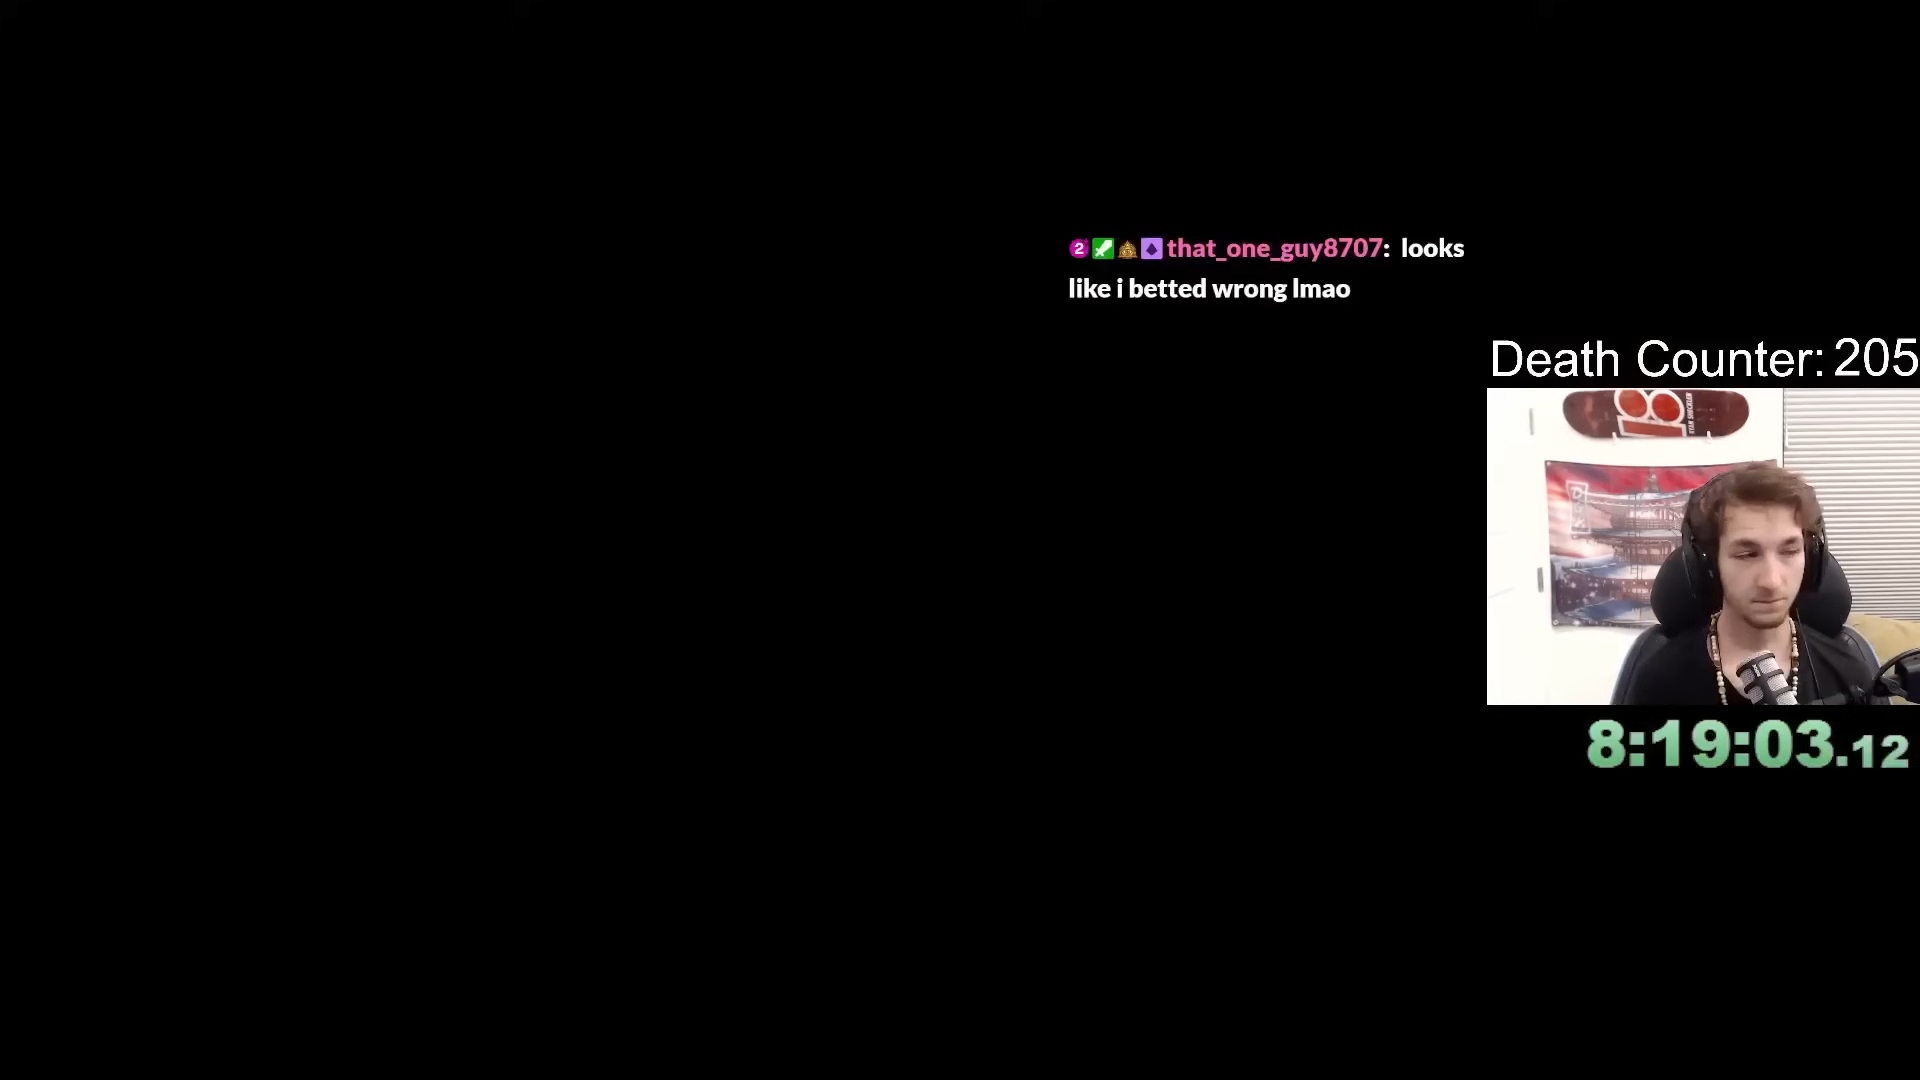 that_one_guy8707: looks
like i betted wrong lmao
Death Counter: 205
8:19:03.12